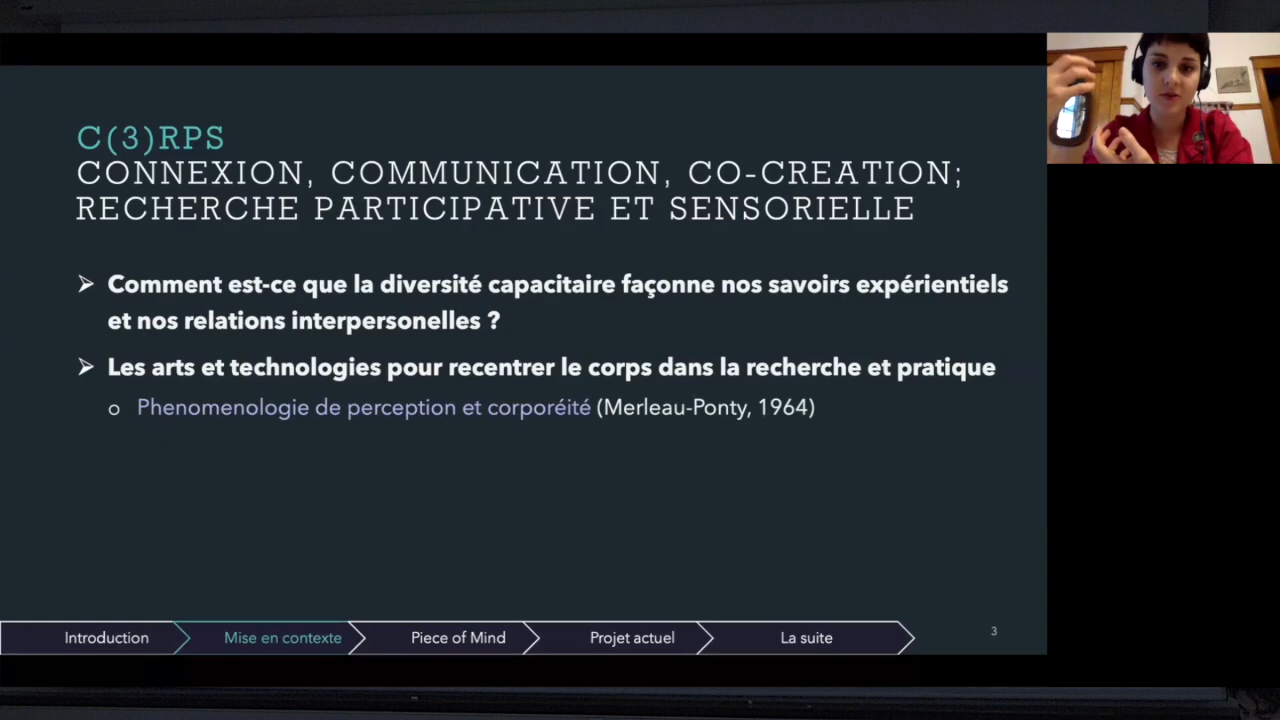 C(3)RPS
CONNEXION, COMMUNICATION, CO-CREATION;
RECHERCHE PARTICIPATIVE ET SENSORIELLE
➢ Comment est-ce que la diversité capacitaire façonne nos savoirs expérientiels
et nos relations interpersonelles ?
➢ Les arts et technologies pour recentrer le corps dans la recherche et pratique
o Phenomenologie de perception et corporéité (Merleau-Ponty, 1964)
Introduction
Mise en contexte
Piece of Mind
Projet actuel
La suite
3